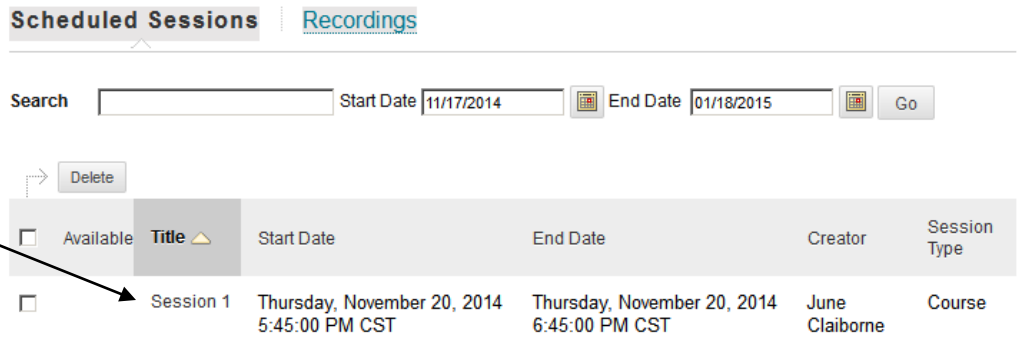 Scheduled Sessions Recordings
Search Start Date 11/17/2014 End Date 01/18/2015 Go
Delete
Available Title Start Date End Date Creator Session
Type
Session 1 Thursday, November 20, 2014 Thursday, November 20, 2014 June Course
5:45:00 PM CST 6:45:00 PM CST Claiborne